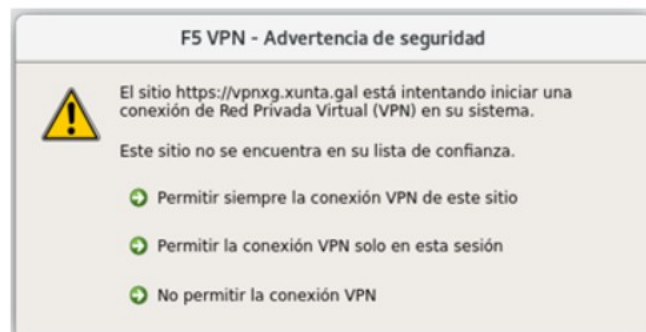 F5 VPN - Advertencia de seguridad
El sitio https://vpnxg.xunta.gal está intentando iniciar una
conexión de Red Privada Virtual (VPN) en su sistema.
Este sitio no se encuentra en su lista de confianza.
Permitir siempre la conexión VPN de este sitio
Permitir la conexión VPN solo en esta sesión
No permitir la conexión VPN